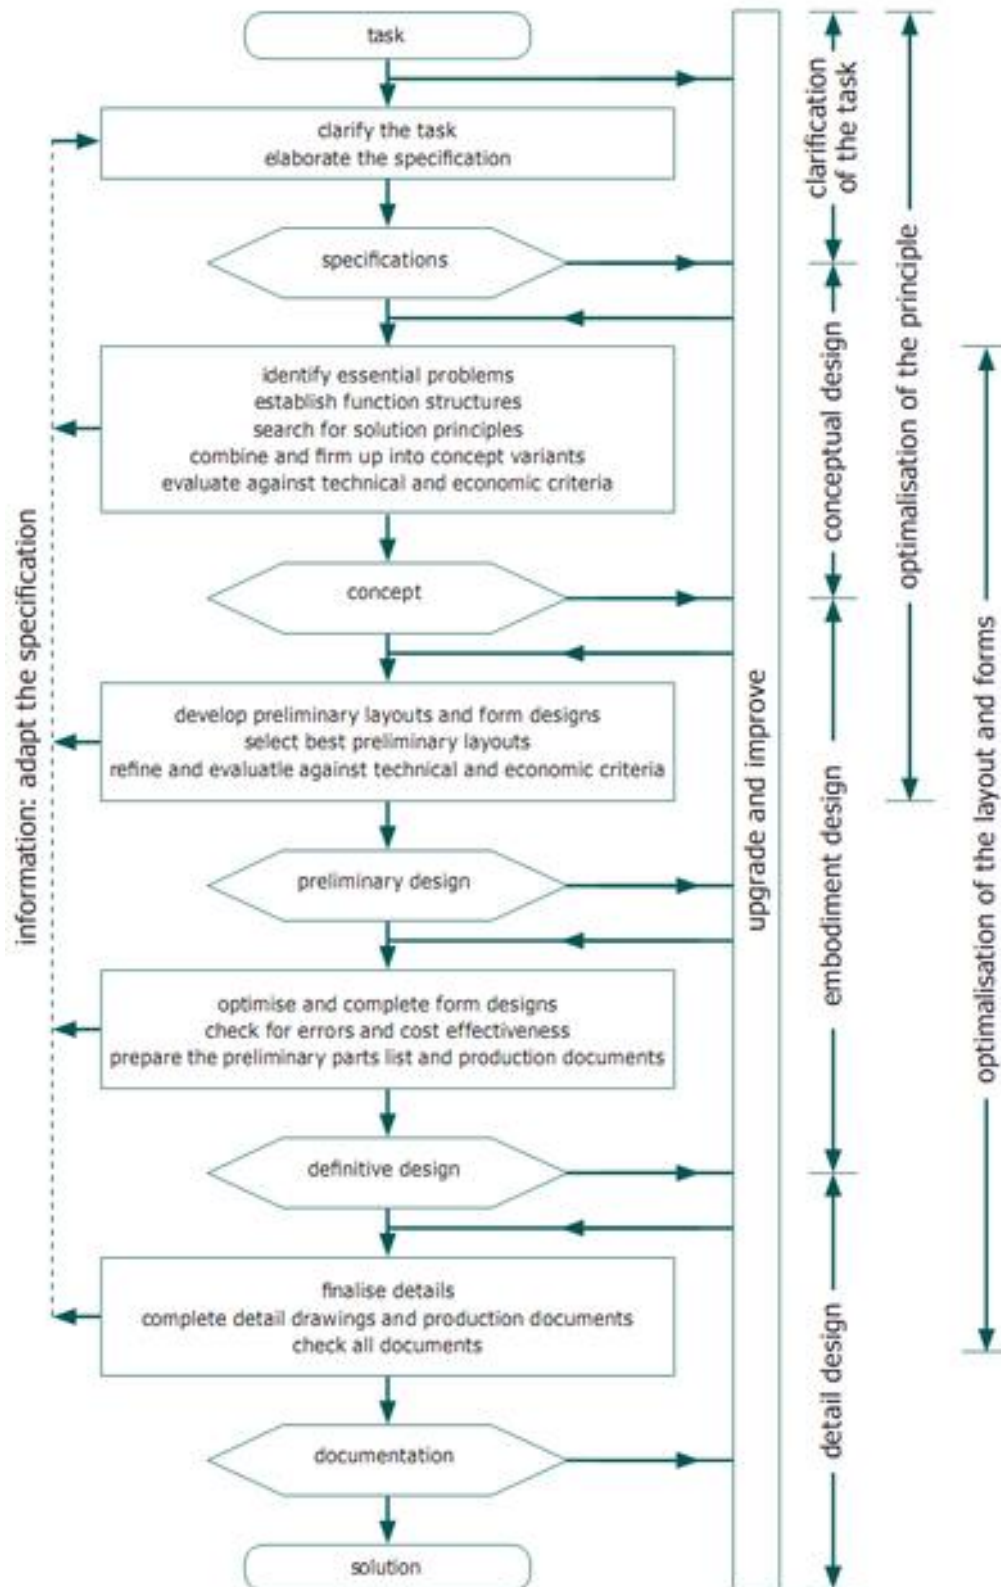 task
clarify the task
elaborate the specification
specifications
identify essential problems
establish function structures
search for solution principles
combine and firm up into concept variants
evaluate against technical and economic criteria
concept
develop preliminary layouts and form designs
select best preliminary layouts
refine and evaluatle against technical and economic criteria
preliminary design
optimise and complete form designs
check for errors and cost effectiveness
prepare the preliminary parts list and production documents
definitive design
finalise details
complete detail drawings and production documents
check all documents
documentation
solution
information: adapt the specification
upgrade and improve
clarification
of the task
conceptual design
embodiment design
detail design
optimalisation of the principle
optimalisation of the layout and forms